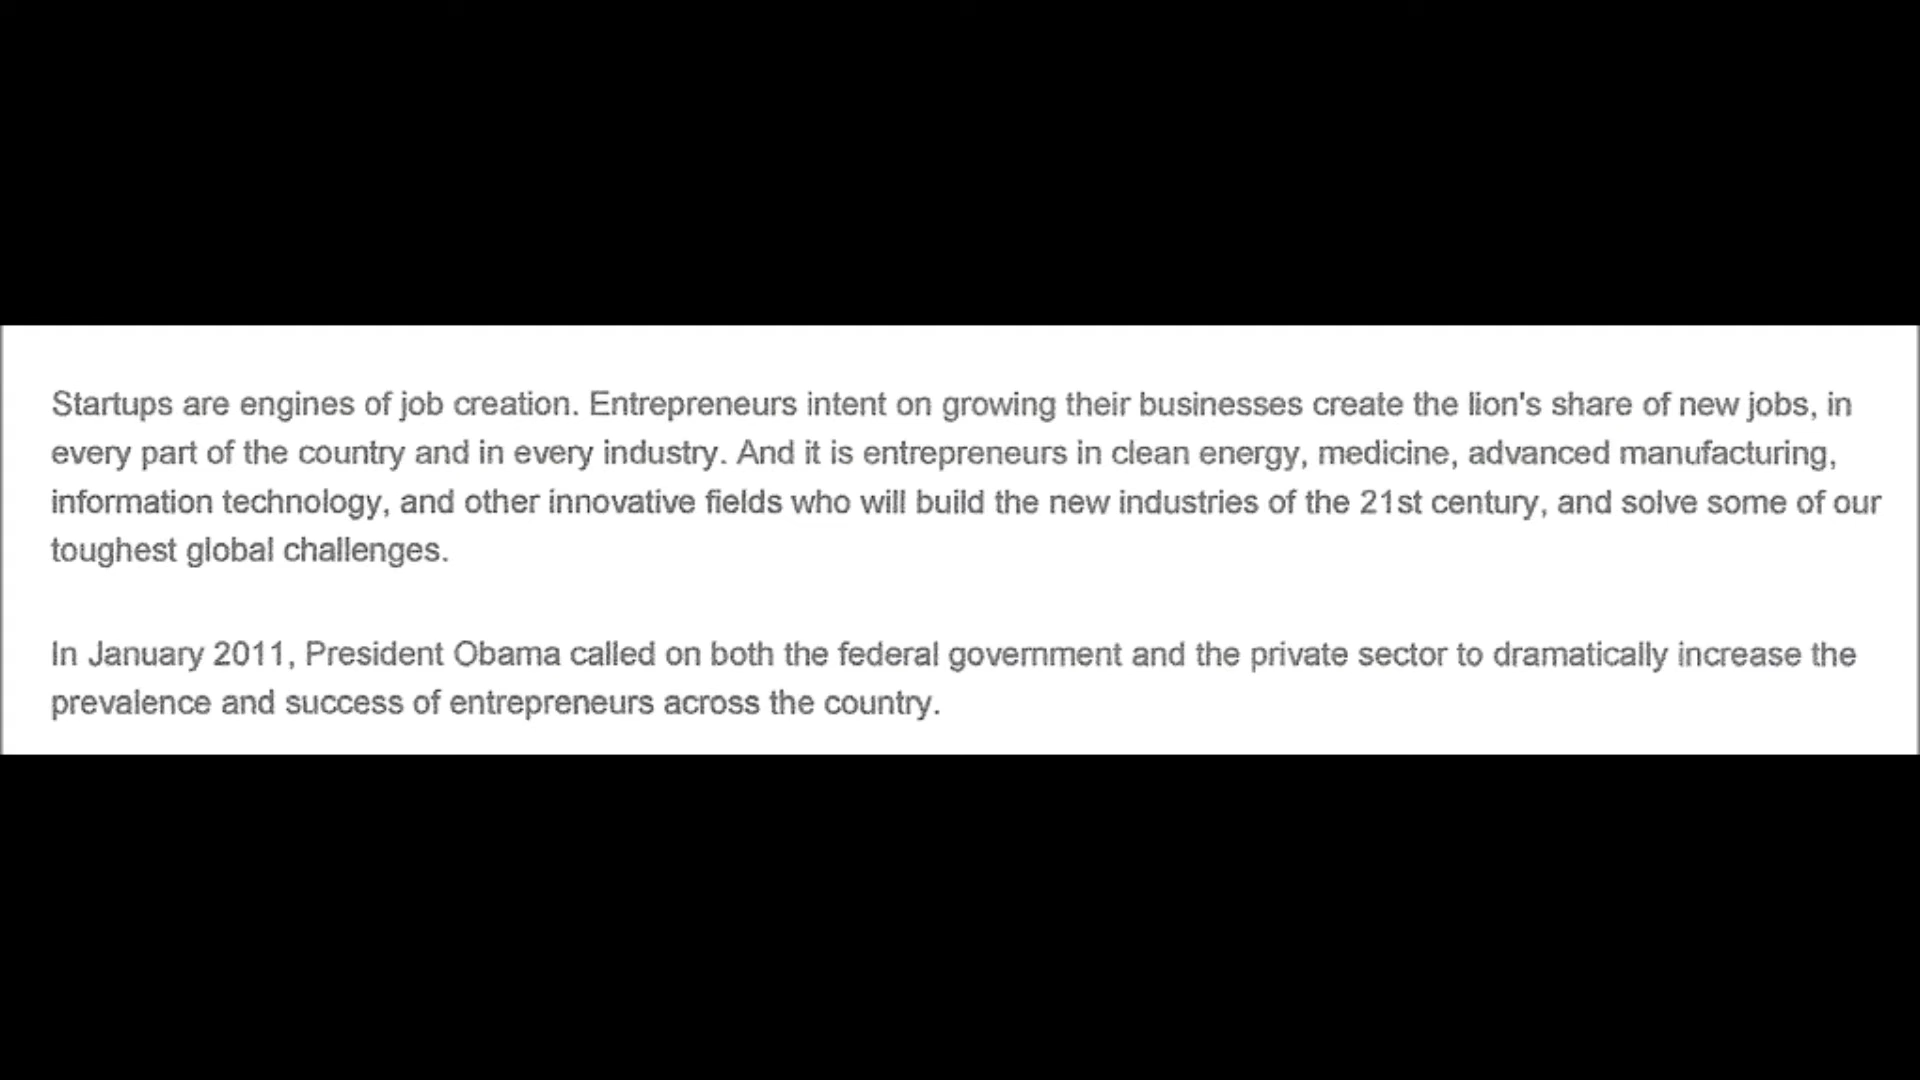 Startups are engines of job creation. Entrepreneurs intent on growing their businesses create the lion's share of new jobs, in
every part of the country and in every industry. And it is entrepreneurs in clean energy, medicine, advanced manufacturing,
information technology, and other innovative fields who will build the new industries of the 21st century, and solve some of our
toughest global challenges.
In January 2011, President Obama called on both the federal government and the private sector to dramatically increase the
prevalence and success of entrepreneurs across the country.